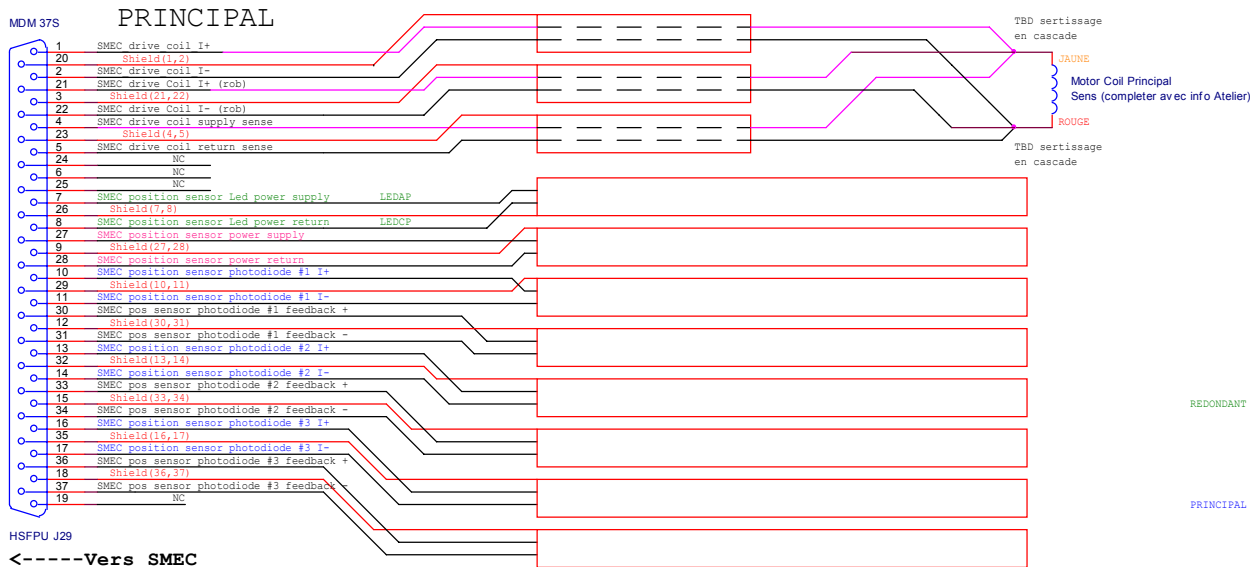 PRINCIPAL
MDM 37S
TBD sertissage
en cascade
1 SMEC drive coil I+
20 Shield(1,2)
2 SMEC drive coil I-
21 SMEC drive Coil I+ (rob)
3 Shield(21,22)
22 SMEC drive Coil I- (rob)
4 SMEC drive coil supply sense
23 Shield(4,5)
5 SMEC drive coil return sense
24 NC
6 NC
25 NC
7 SMEC position sensor Led power supply LEDAP
26 Shield(7,8)
8 SMEC position sensor Led power return LEDCP
27 SMEC position sensor power supply
9 Shield(27,28)
28 SMEC position sensor power return
10 SMEC position sensor photodiode #1 I+
29 Shield(10,11)
11 SMEC position sensor photodiode #1 I-
30 SMEC pos sensor photodiode #1 feedback +
12 Shield(30,31)
31 SMEC pos sensor photodiode #1 feedback -
13 SMEC position sensor photodiode #2 I+
32 Shield(13,14)
14 SMEC position sensor photodiode #2 I-
33 SMEC pos sensor photodiode #2 feedback +
15 Shield(33,34)
34 SMEC pos sensor photodiode #2 feedback -
16 SMEC position sensor photodiode #3 I+
35 Shield(16,17)
17 SMEC position sensor photodiode #3 I-
36 SMEC pos sensor photodiode #3 feedback +
18 Shield(36,37)
37 SMEC pos sensor photodiode #3 feedback -
19 NC
JAUNE
Motor Coil Principal
Sens (completer avec info Atelier)
ROUGE
TBD sertissage
en cascade
REDONDANT
PRINCIPAL
HSFPU J29
<-----Vers SMEC